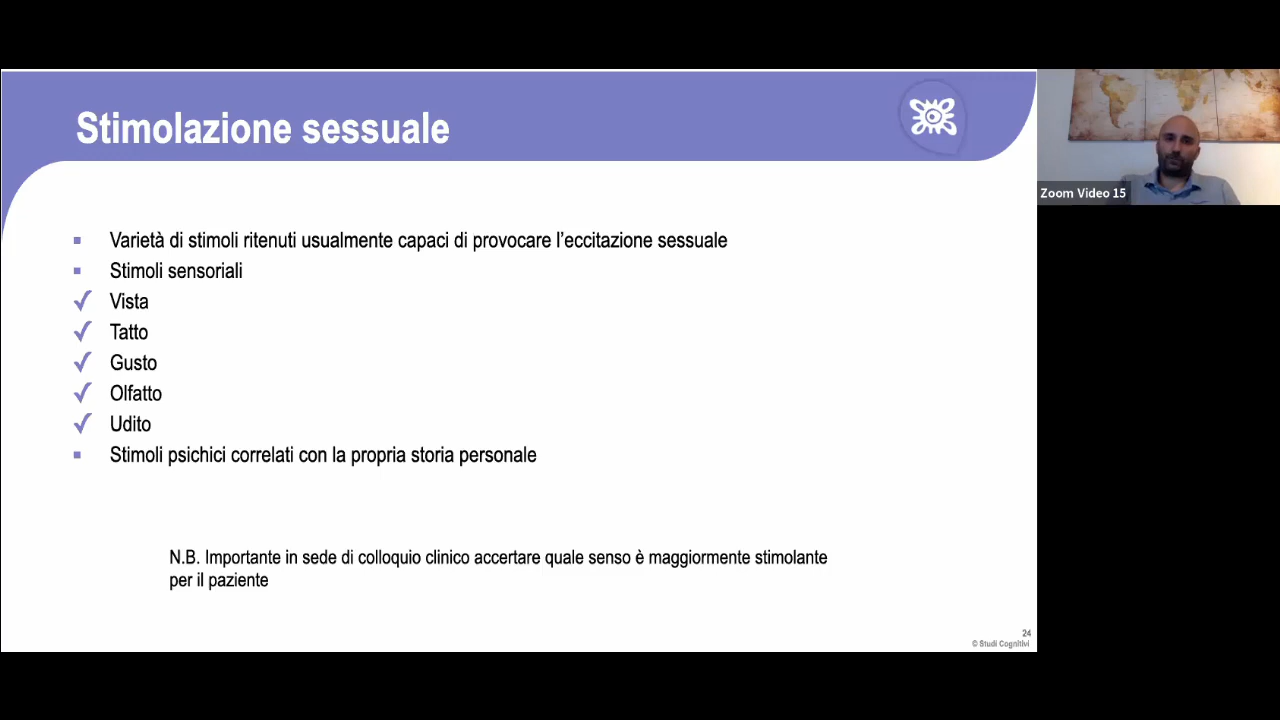 Stimolazione sessuale
Zoom Video 15
Varietà di stimoli ritenuti usualmente capaci di provocare l'eccitazione sessuale
Stimoli sensoriali
Vista
Tatto
Gusto
Olfatto
Udito
Stimoli psichici correlati con la propria storia personale
N.B. Importante in sede di colloquio clinico accertare quale senso è maggiormente stimolante
per il paziente
24
© Studi Cognitivi